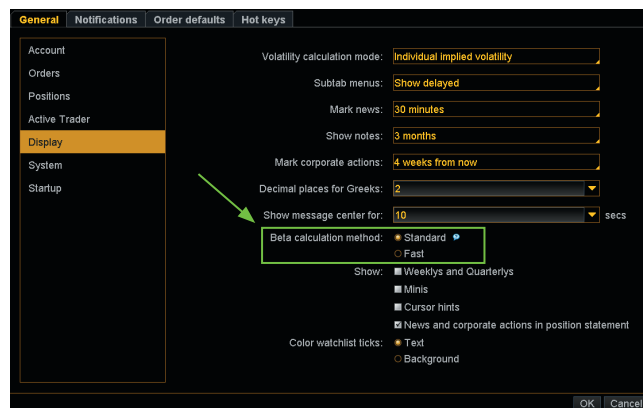 General Notifications Order defaults Hot keys
Account
Orders
Positions
Active Trader
Display
System
Startup
Volatility calculation mode: Individual implied volatility
Subtab menus: Show delayed
Mark news: 30 minutes
Show notes: 3 months
Mark corporate actions: 4 weeks from now
Decimal places for Greeks: 2
Show message center for: 10 secs
Beta calculation method: Standard
Fast
Show: Weeklys and Quarterlys
Minis
Cursor hints
News and corporate actions in position statement
Color watchlist ticks: Text
Background
OK Cancel